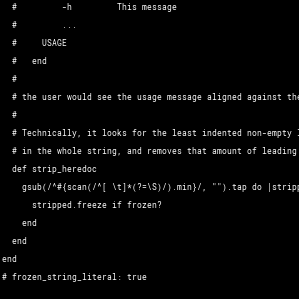 #         -h         This message
#         ...
#     USAGE
#   end
#
# the user would see the usage message aligned against the
#
# Technically, it looks for the least indented non-empty
# in the whole string, and removes that amount of leading
def strip_heredoc
gsub(/^#{scan(/^[ \t]*(?=\S)/).min}/, "").tap do |stripp
stripped.freeze if frozen?
end
end
end
# frozen_string_literal: true